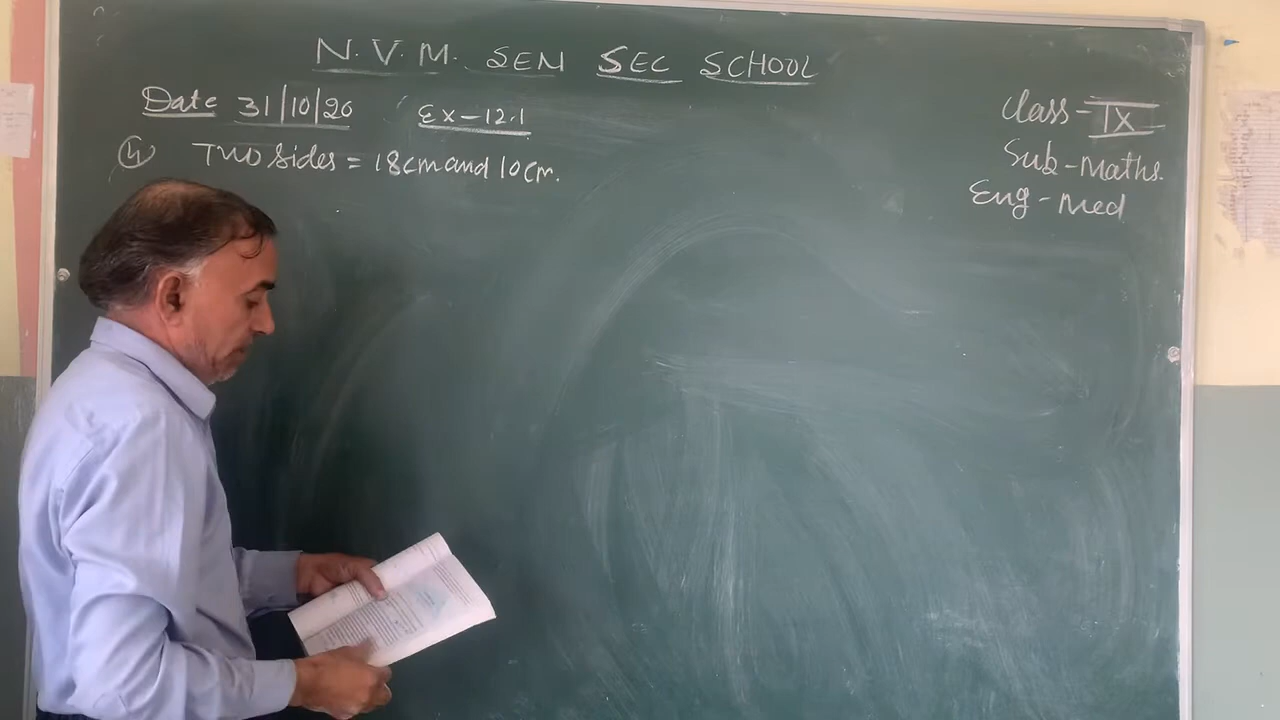 N.V.M. SEN SEC SCHOOL
Date 31/10/20 Ex-12.1
Class-IX
4 Two sides = 18cm and 10cm.
Sub-Maths.
Eng-Med